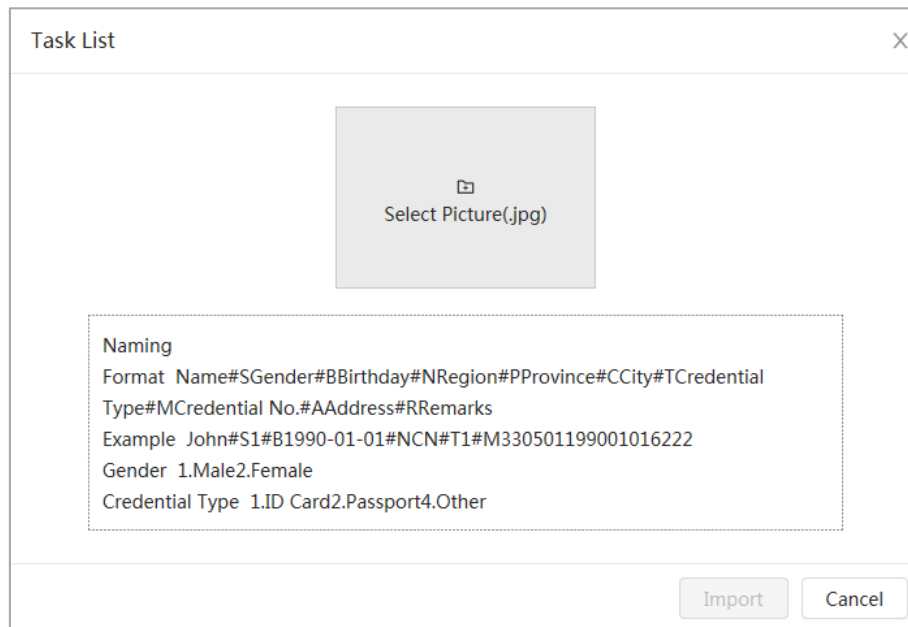 Task List
Select Picture(.jpg)
Naming
Format  Name#SGender#BBirthday#NRegion#PProvince#CCity#TCredential
Type#MCredential No.#AAddress#RRemarks
Example  John#S1#B1990-01-01#NCN#T1#M330501199001016222
Gender  1.Male2.Female
Credential Type  1.ID Card2.Passport4.Other
Import
Cancel